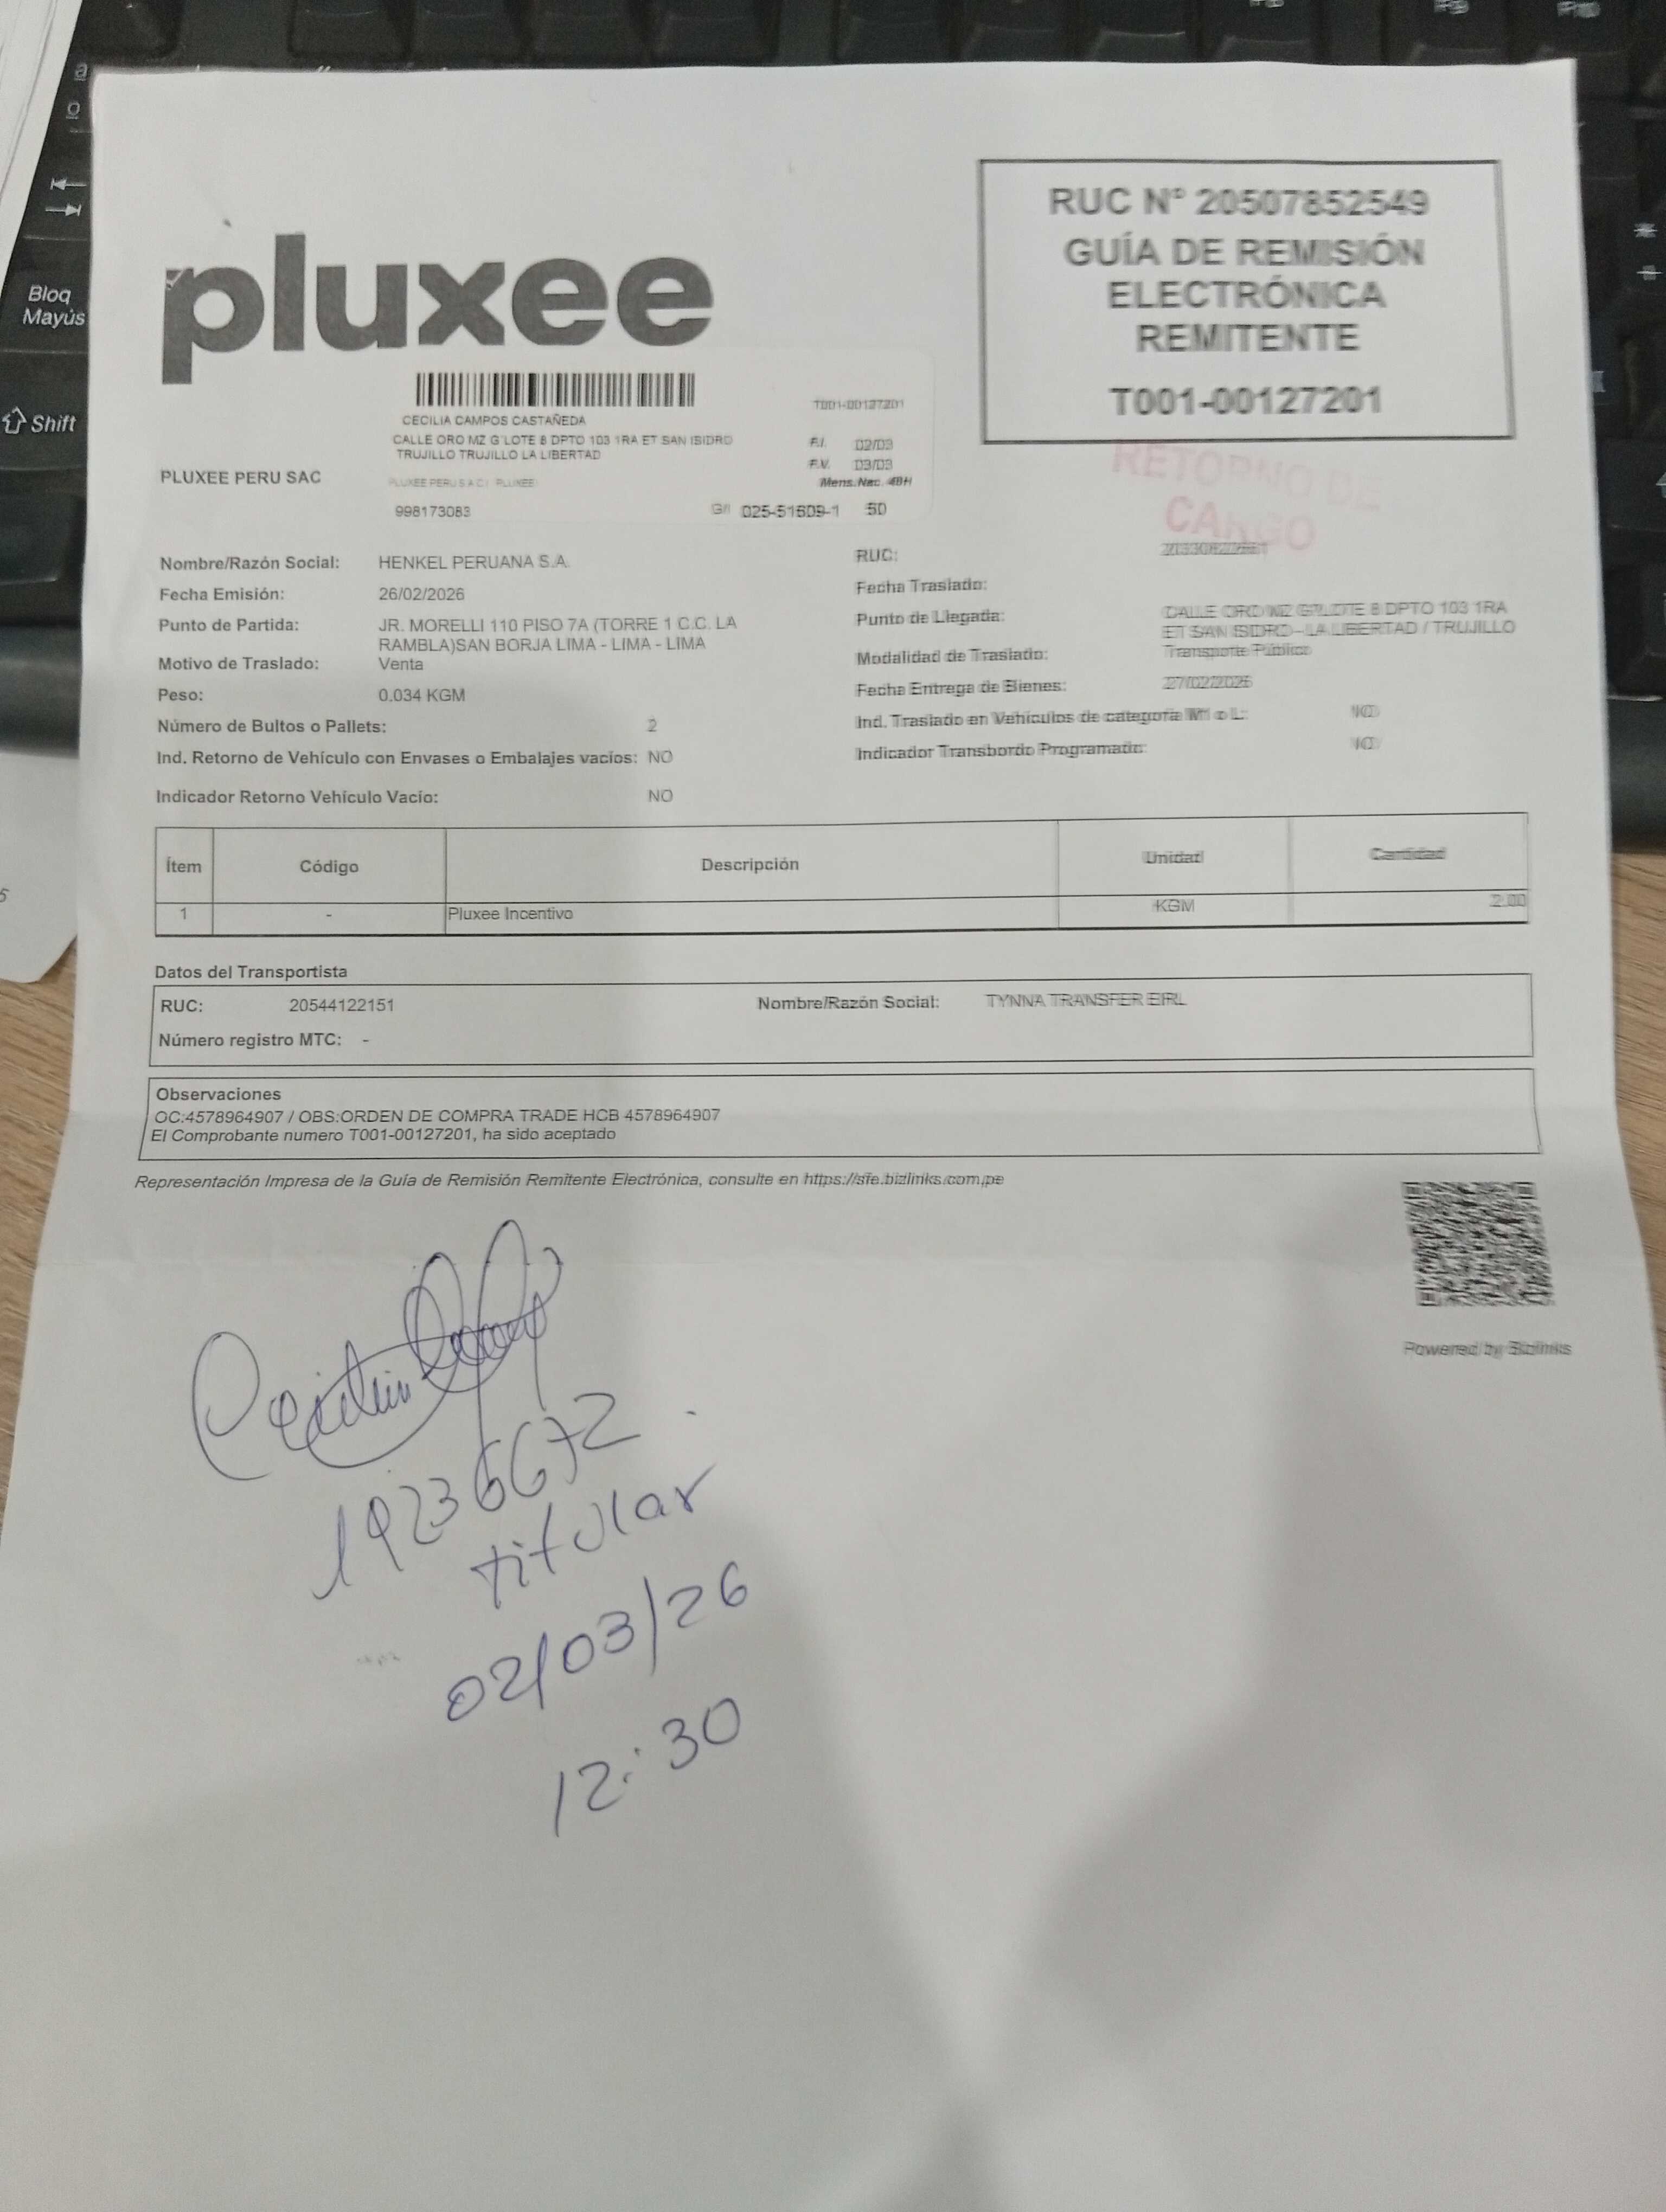 pluxee
RUC N° 20507852549
GUÍA DE REMISIÓN
ELECTRÓNICA
REMITENTE
T001-00127201
T001-00127201
CECILIA CAMPOS CASTAÑEDA
CALLE ORO MZ G'LOTE 8 DPTO 103 1RA ET SAN ISIDRO
TRUJILLO TRUJILLO LA LIBERTAD
F.I. 02/03
F.V. 03/03
Mens.Nac. 48H
PLUXEE PERU SAC
PLUXEE PERU S A C / PLUXEE
998173083
G/I 025-51509-1 SD
RETORNO DE
CARGO
Nombre/Razón Social: HENKEL PERUANA S.A.
RUC:
Fecha Emisión: 26/02/2026
Fecha Traslado:
Punto de Partida: JR. MORELLI 110 PISO 7A (TORRE 1 C.C. LA
RAMBLA)SAN BORJA LIMA - LIMA - LIMA
Punto de Llegada: CALLE ORO MZ G'LOTE 8 DPTO 103 1RA
ET SAN ISIDRO - LA LIBERTAD / TRUJILLO
Motivo de Traslado: Venta
Modalidad de Traslado: Transporte Público
Peso: 0.034 KGM
Fecha Entrega de Bienes: 27/02/2026
Número de Bultos o Pallets: 2
Ind. Traslado en Vehículos de categoría M1 o L: NO
Ind. Retorno de Vehículo con Envases o Embalajes vacíos: NO
Indicador Transbordo Programado: NO
Indicador Retorno Vehículo Vacío: NO
Ítem Código Descripción Unidad Cantidad
1 - Pluxee Incentivo KGM 2.00
Datos del Transportista
RUC: 20544122151 Nombre/Razón Social: TYNNA TRANSFER EIRL
Número registro MTC: -
Observaciones
OC:4578964907 / OBS:ORDEN DE COMPRA TRADE HCB 4578964907
El Comprobante numero T001-00127201, ha sido aceptado
Representación Impresa de la Guía de Remisión Remitente Electrónica, consulte en https://sfe.bizlinks.com.pe
Powered by Bizlinks
19236672
titular
02/03/26
12:30
Bloq
Mayús
Shift